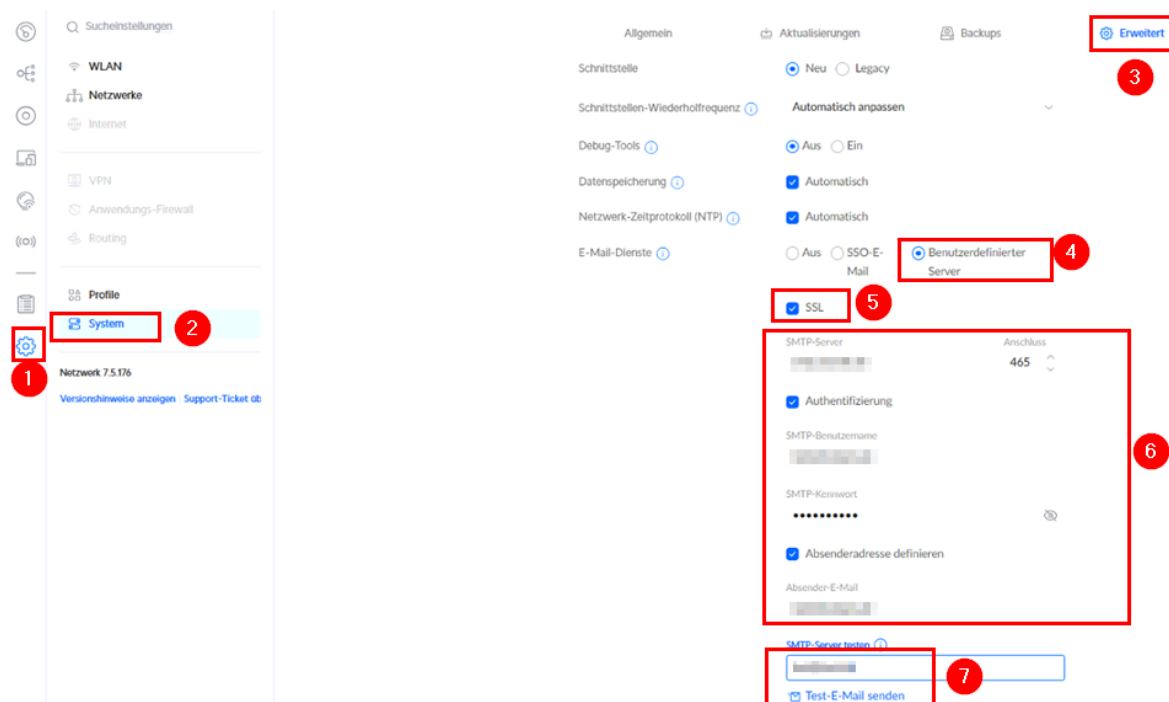 Sucheinstellungen
WLAN
Netzwerke
Internet
VPN
Anwendungs-Firewall
Routing
Profile
System
2
1
Netzwerk 7.5.176
Versionshinweise anzeigen Support-Ticket üb
Allgemein
Aktualisierungen
Backups
Erweitert
3
Schnittstelle
Neu
Legacy
Schnittstellen-Wiederholfrequenz
Automatisch anpassen
Debug-Tools
Aus
Ein
Datenspeicherung
Automatisch
Netzwerk-Zeitprotokoll (NTP)
Automatisch
E-Mail-Dienste
Aus
SSO-E-
Mail
Benutzerdefinierter
Server
4
SSL
5
SMTP-Server
Anschluss
465
Authentifizierung
SMTP-Benutzername
6
SMTP-Kennwort
••••••••••
Absenderadresse definieren
Absender-E-Mail
SMTP-Server testen
7
Test-E-Mail senden